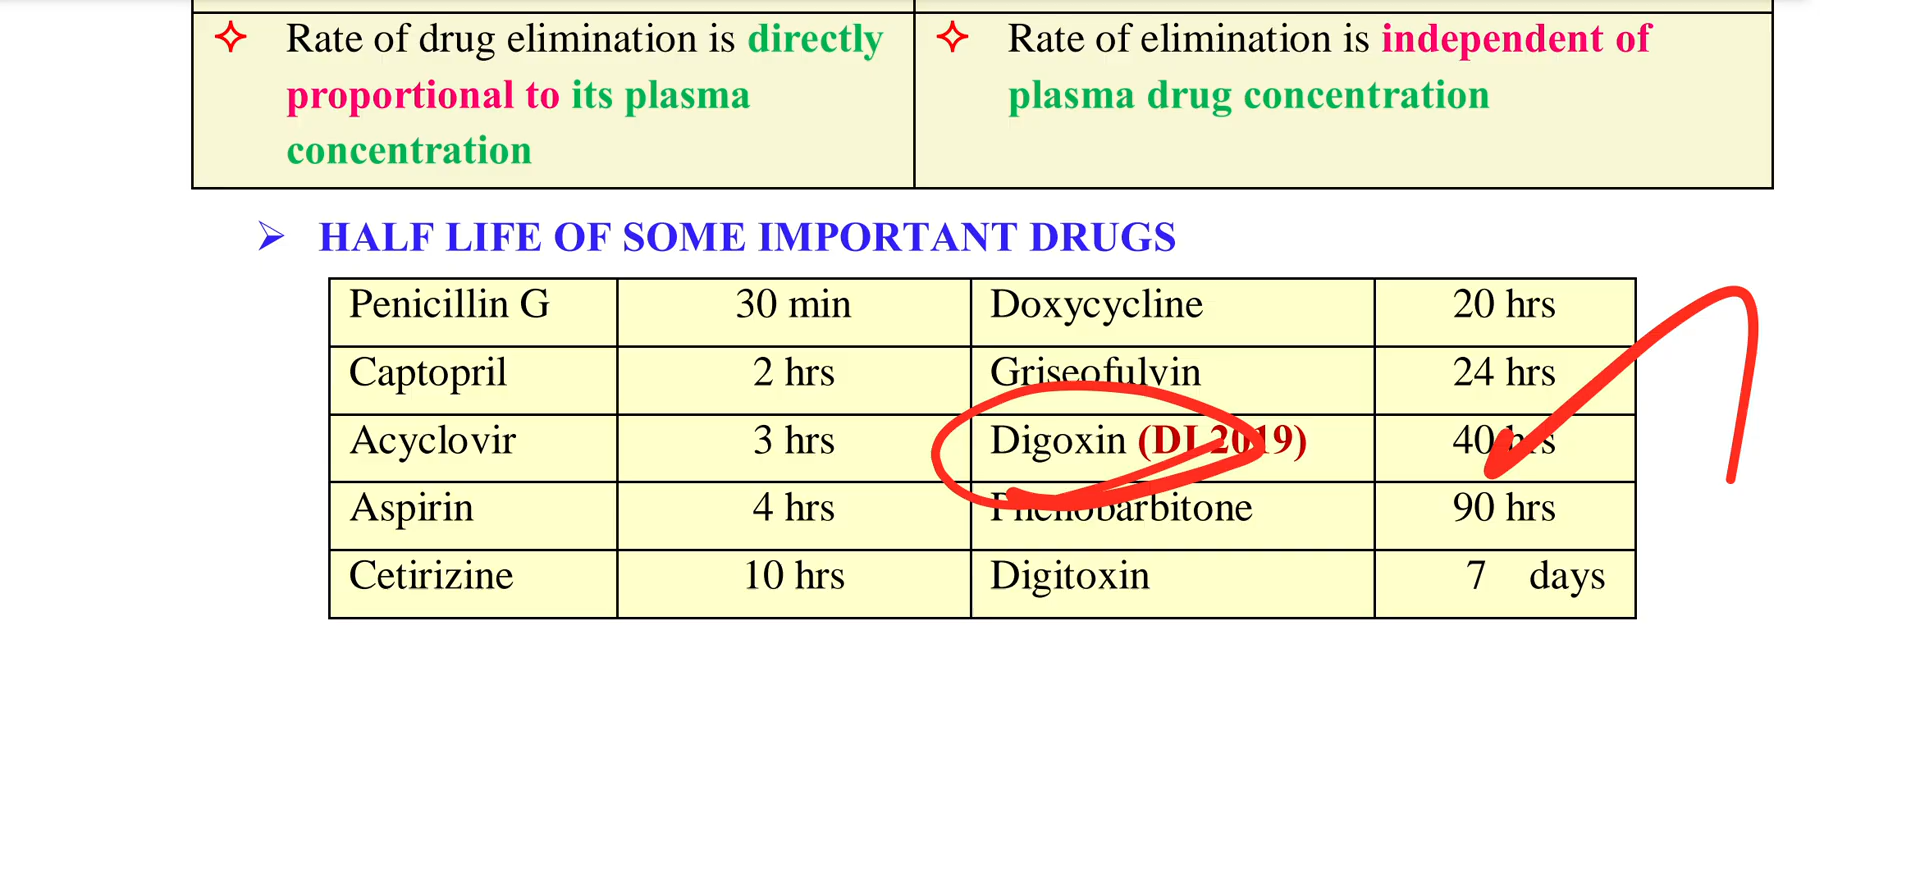 Rate of drug elimination is directly
proportional to its plasma
concentration
Rate of elimination is independent of
plasma drug concentration
HALF LIFE OF SOME IMPORTANT DRUGS
Penicillin G 30 min Doxycycline 20 hrs
Captopril 2 hrs Griseofulvin 24 hrs
Acyclovir 3 hrs Digoxin (DI 2019) 40 hrs
Aspirin 4 hrs Phenobarbitone 90 hrs
Cetirizine 10 hrs Digitoxin 7 days